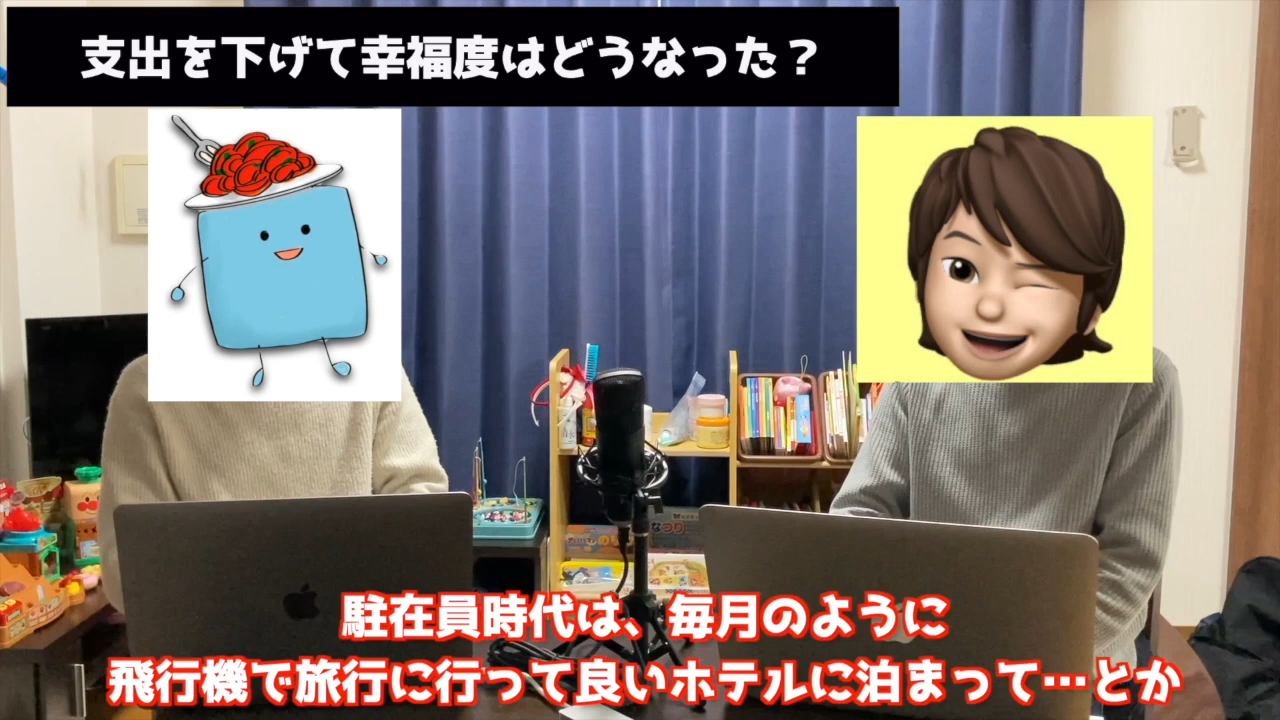 支出を下げて幸福度はどうなった？
駐在員時代は、毎月のように
飛行機で旅行に行って良いホテルに泊まって…とか